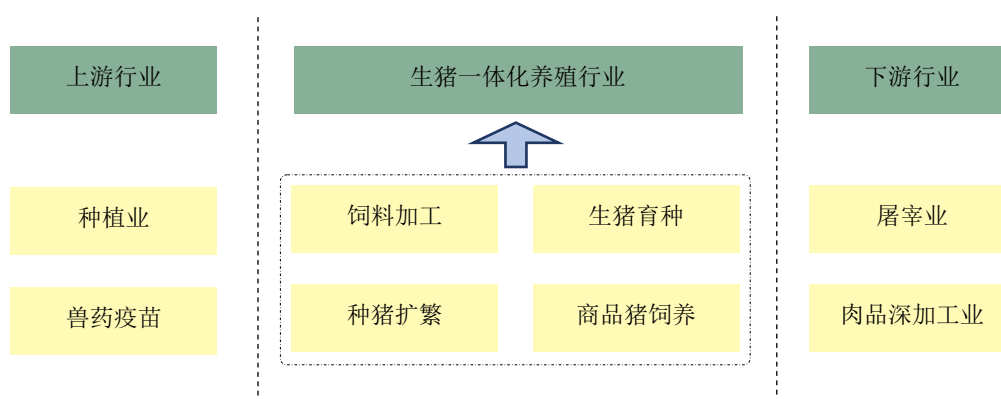 上游行业
生猪一体化养殖行业
下游行业
种植业
饲料加工
生猪育种
屠宰业
兽药疫苗
种猪扩繁
商品猪饲养
肉品深加工业